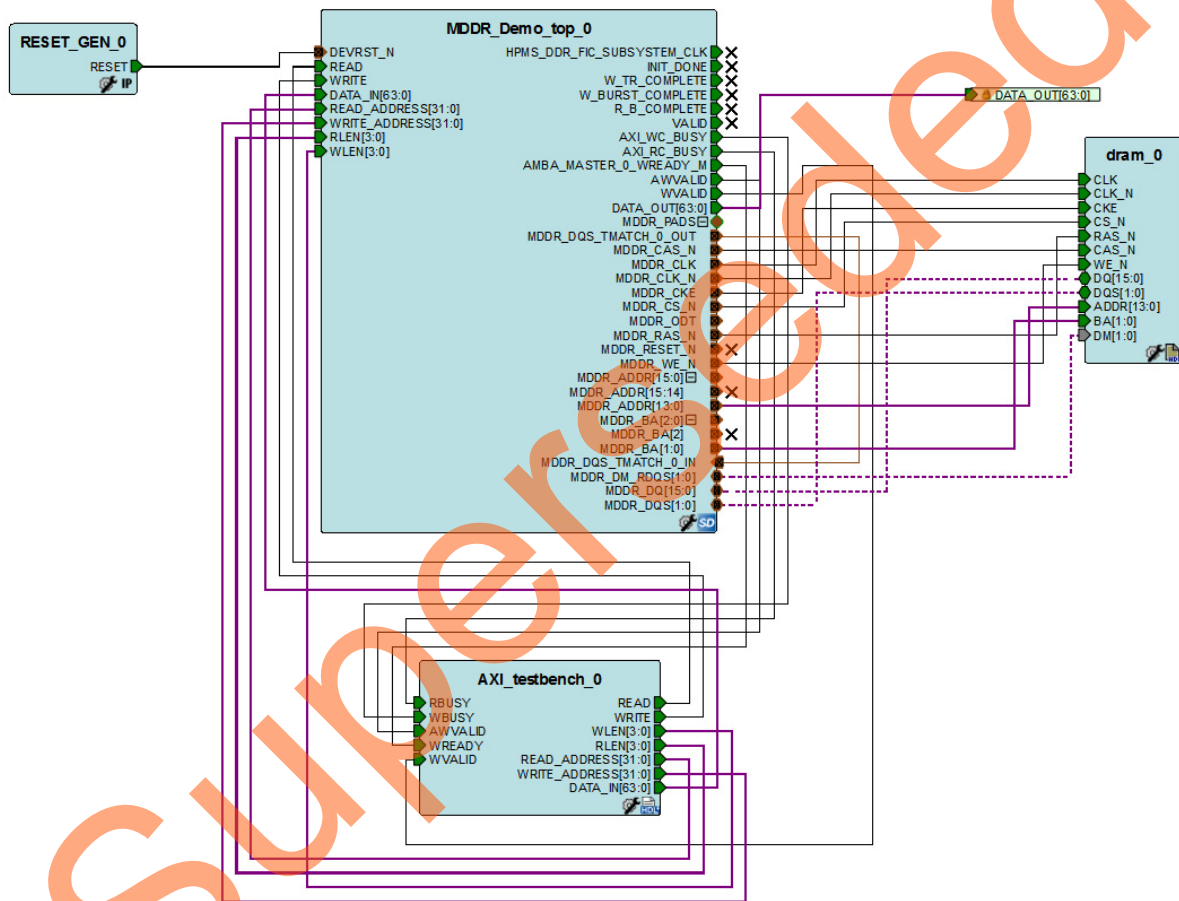 RESET_GEN_0
RESET
IP
MDDR_Demo_top_0
DEVRST_N
READ
WRITE
DATA_IN[63:0]
READ_ADDRESS[31:0]
WRITE_ADDRESS[31:0]
RLEN[3:0]
WLEN[3:0]
HPMS_DDR_FIC_SUBSYSTEM_CLK
INIT_DONE
W_TR_COMPLETE
W_BURST_COMPLETE
R_B_COMPLETE
VALID
AXI_WC_BUSY
AXI_RC_BUSY
AMBA_MASTER_0_WREADY_M
AWVALID
WVALID
DATA_OUT[63:0]
MDDR_PADS
MDDR_DQS_TMATCH_0_OUT
MDDR_CAS_N
MDDR_CLK
MDDR_CLK_N
MDDR_CKE
MDDR_CS_N
MDDR_ODT
MDDR_RAS_N
MDDR_RESET_N
MDDR_WE_N
MDDR_ADDR[15:0]
MDDR_ADDR[15:14]
MDDR_ADDR[13:0]
MDDR_BA[2:0]
MDDR_BA[2]
MDDR_BA[1:0]
MDDR_DQS_TMATCH_0_IN
MDDR_DM_RDQS[1:0]
MDDR_DQ[15:0]
MDDR_DQS[1:0]
SD
DATA_OUT[63:0]
dram_0
CLK
CLK_N
CKE
CS_N
RAS_N
CAS_N
WE_N
DQ[15:0]
DQS[1:0]
ADDR[13:0]
BA[1:0]
DM[1:0]
AXI_testbench_0
RBUSY
WBUSY
AWVALID
WREADY
WVALID
READ
WRITE
WLEN[3:0]
RLEN[3:0]
READ_ADDRESS[31:0]
WRITE_ADDRESS[31:0]
DATA_IN[63:0]
HDL
Superseded